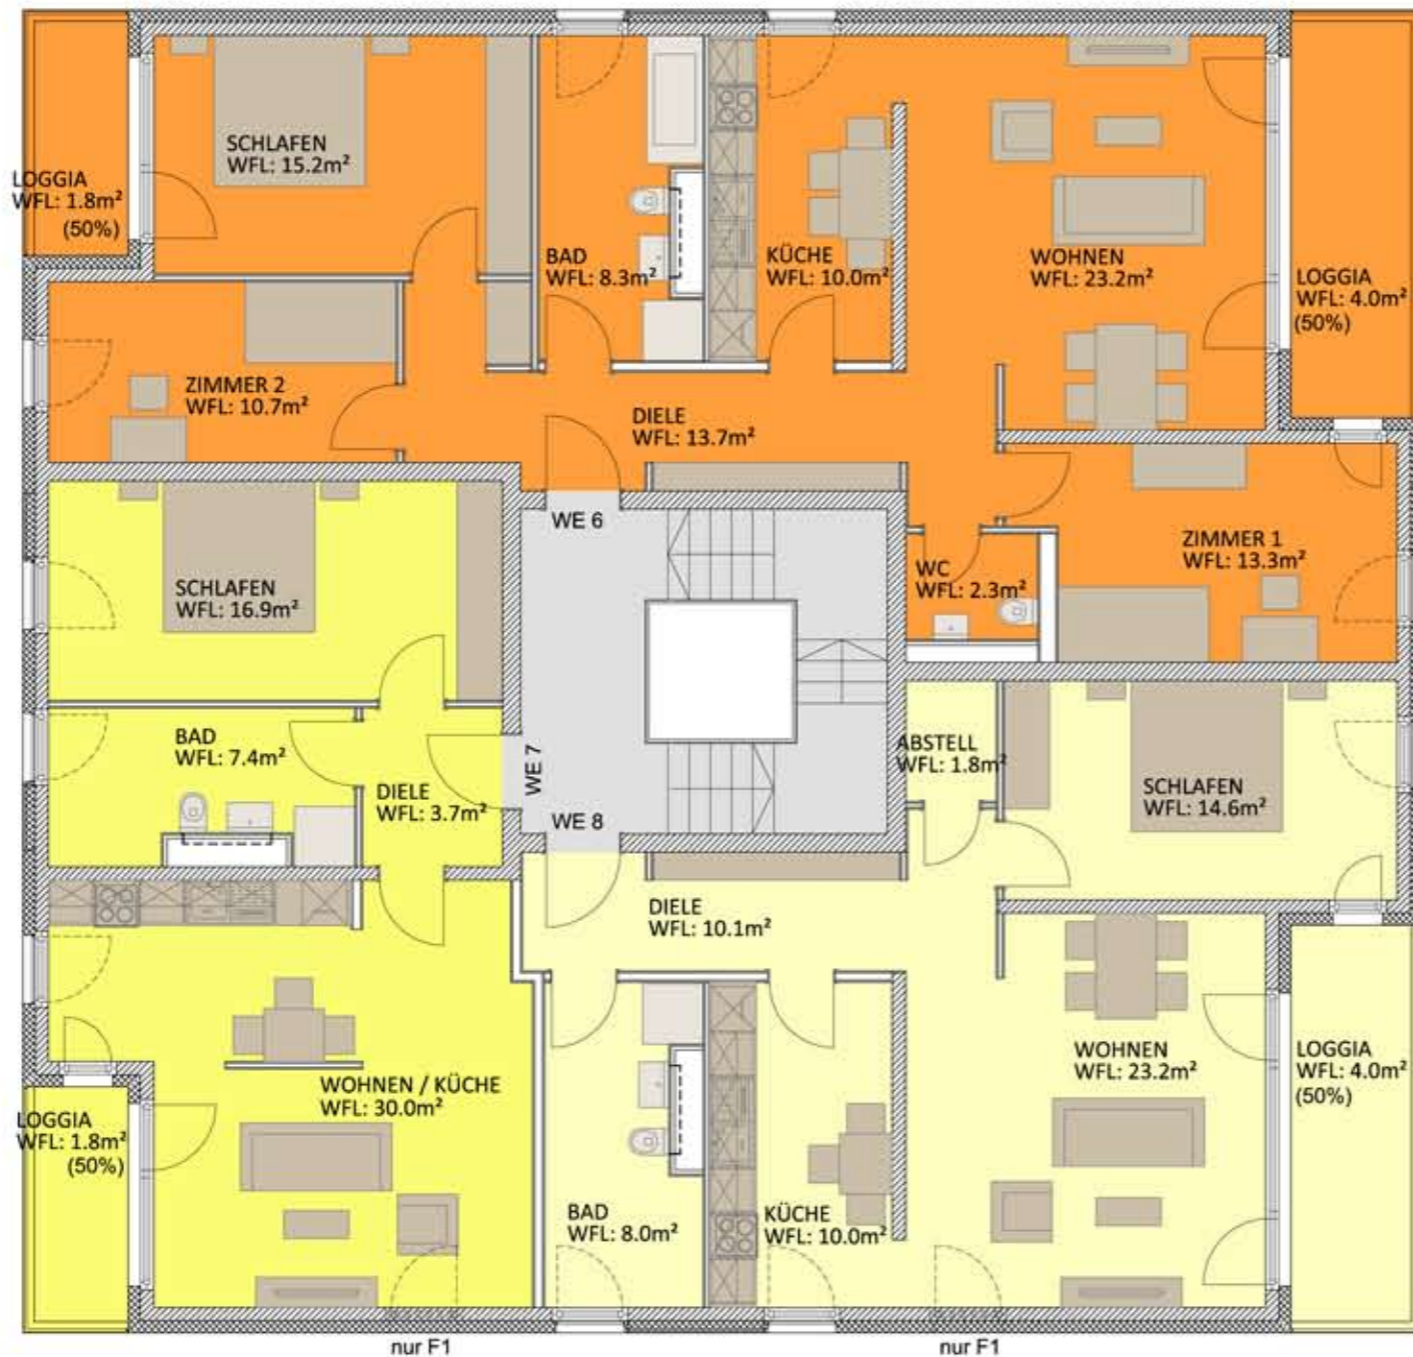 SCHLAFEN
WFL: 15.2m²
LOGGIA
WFL: 1.8m²
(50%)
BAD
WFL: 8.3m²
KÜCHE
WFL: 10.0m²
WOHNEN
WFL: 23.2m²
LOGGIA
WFL: 4.0m²
(50%)
ZIMMER 2
WFL: 10.7m²
DIELE
WFL: 13.7m²
WE 6
ZIMMER 1
WFL: 13.3m²
WC
WFL: 2.3m²
SCHLAFEN
WFL: 16.9m²
BAD
WFL: 7.4m²
DIELE
WFL: 3.7m²
WE 7
WE 8
ABSTELL
WFL: 1.8m²
SCHLAFEN
WFL: 14.6m²
DIELE
WFL: 10.1m²
WOHNEN / KÜCHE
WFL: 30.0m²
LOGGIA
WFL: 1.8m²
(50%)
WOHNEN
WFL: 23.2m²
LOGGIA
WFL: 4.0m²
(50%)
BAD
WFL: 8.0m²
KÜCHE
WFL: 10.0m²
nur F1
nur F1